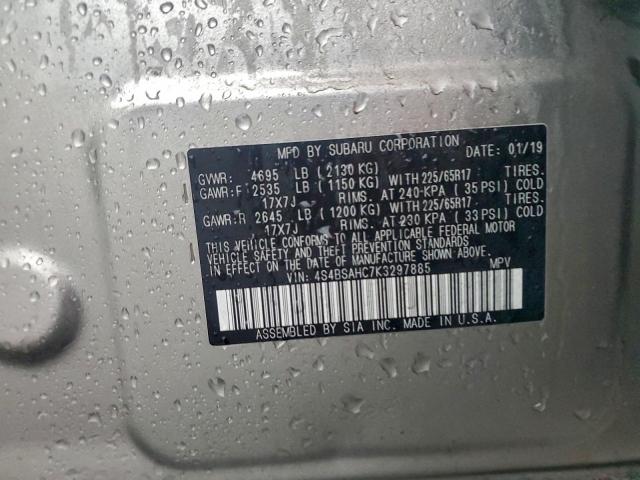 MFD BY SUBARU CORPORATION DATE: 01/19
GVWR: 4695 LB (2130 KG)
GAWR:F 2535 LB (1150 KG) WITH 225/65R17 TIRES.
17X7J RIMS. AT 240-KPA (35 PSI) COLD
GAWR:R 2645 LB (1200 KG) WITH 225/65R17 TIRES.
17X7J RIMS. AT 230 KPA (33 PSI) COLD
THIS VEHICLE CONFORMS TO ALL APPLICABLE FEDERAL MOTOR
VEHICLE SAFETY AND THEFT PREVENTION STANDARDS
IN EFFECT ON THE DATE OF MANUFACTURE SHOWN ABOVE.
VIN: 4S4BSAHC7K3297885 MPV
ASSEMBLED BY SIA INC. MADE IN U.S.A.